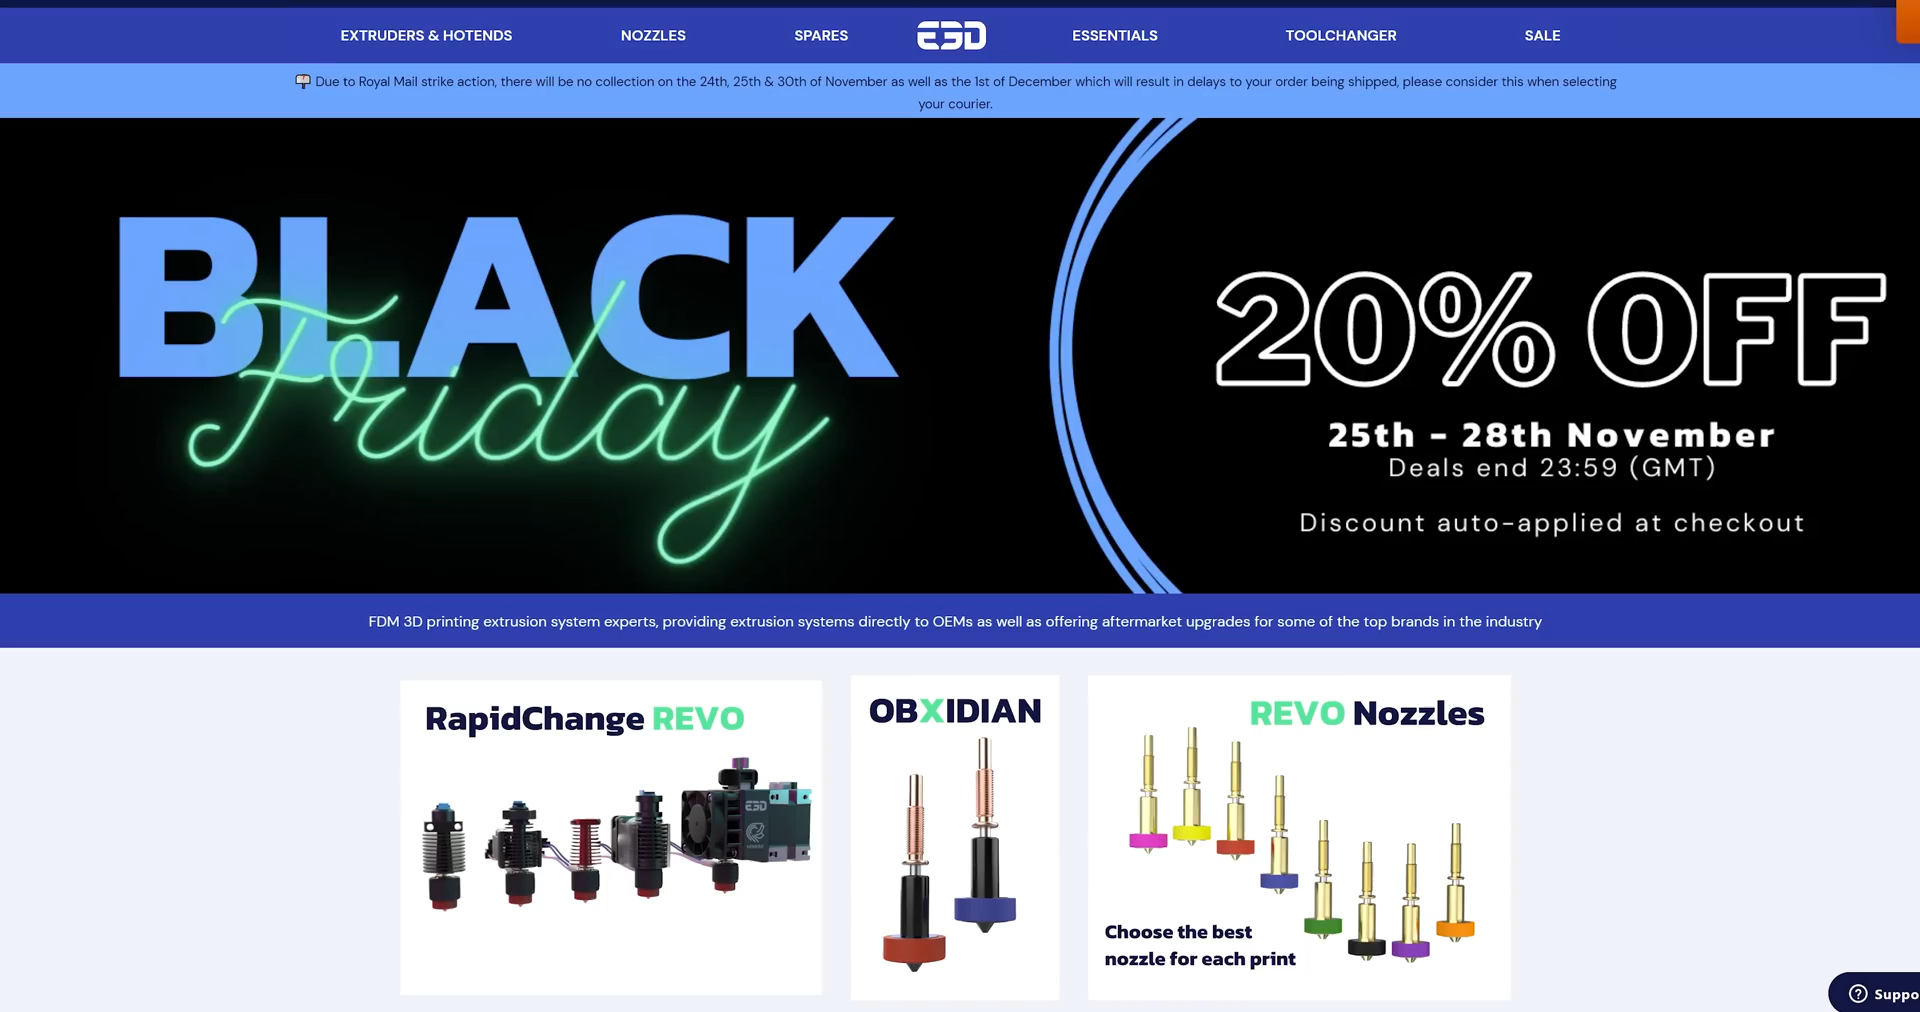 EXTRUDERS & HOTENDS NOZZLES SPARES E3D ESSENTIALS TOOLCHANGER SALE
Due to Royal Mail strike action, there will be no collection on the 24th, 25th & 30th of November as well as the 1st of December which will result in delays to your order being shipped, please consider this when selecting
your courier.
BLACK
Friday
20% OFF
25th - 28th November
Deals end 23:59 (GMT)
Discount auto-applied at checkout
FDM 3D printing extrusion system experts, providing extrusion systems directly to OEMs as well as offering aftermarket upgrades for some of the top brands in the industry
RapidChange REVO
E3D
OBXIDIAN
REVO Nozzles
Choose the best
nozzle for each print
Suppo